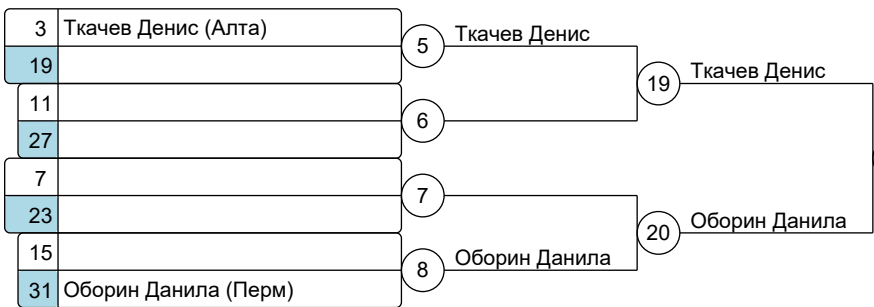 3 Ткачев Денис (Алта)
5 Ткачев Денис
19
19 Ткачев Денис
11
6
27
7
7
23
20 Оборин Данила
15
8 Оборин Данила
31 Оборин Данила (Перм)